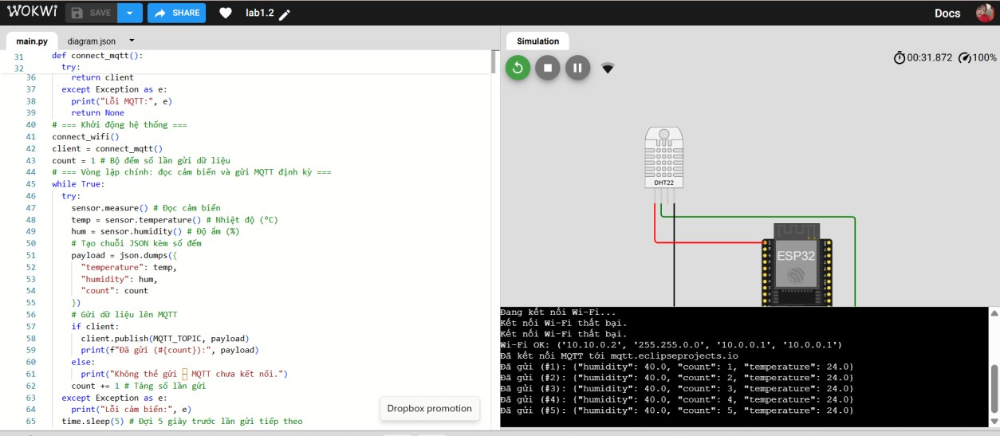 WOKWi
SAVE
SHARE
lab1.2
Docs
main.py
diagram.json
Simulation
00:31.872
100%
31 def connect_mqtt():
32 try:
36 return client
37 except Exception as e:
38 print("Lỗi MQTT:", e)
39 return None
40 # === Khởi động hệ thống ===
41 connect_wifi()
42 client = connect_mqtt()
43 count = 1 # Bộ đếm số lần gửi dữ liệu
44 # === Vòng lặp chính: đọc cảm biến và gửi MQTT định kỳ ===
45 while True:
46 try:
47 sensor.measure() # Đọc cảm biến
48 temp = sensor.temperature() # Nhiệt độ (°C)
49 hum = sensor.humidity() # Độ ẩm (%)
50 # Tạo chuỗi JSON kèm số đếm
51 payload = json.dumps({
52 "temperature": temp,
53 "humidity": hum,
54 "count": count
55 })
56 # Gửi dữ liệu lên MQTT
57 if client:
58 client.publish(MQTT_TOPIC, payload)
59 print(f"Đã gửi (#{count}):", payload)
60 else:
61 print("Không thể gửi – MQTT chưa kết nối.")
62 count += 1 # Tăng số lần gửi
63 except Exception as e:
64 print("Lỗi cảm biến:", e)
65 time.sleep(5) # Đợi 5 giây trước lần gửi tiếp theo
Dropbox promotion
DHT22
ESP32
Đang kết nối Wi-Fi...
Kết nối Wi-Fi thất bại.
Kết nối Wi-Fi thất bại.
Wi-Fi OK: ('10.10.0.2', '255.255.0.0', '10.0.0.1', '10.0.0.1')
Đã kết nối MQTT tới mqtt.eclipseprojects.io
Đã gửi (#1): {"humidity": 40.0, "count": 1, "temperature": 24.0}
Đã gửi (#2): {"humidity": 40.0, "count": 2, "temperature": 24.0}
Đã gửi (#3): {"humidity": 40.0, "count": 3, "temperature": 24.0}
Đã gửi (#4): {"humidity": 40.0, "count": 4, "temperature": 24.0}
Đã gửi (#5): {"humidity": 40.0, "count": 5, "temperature": 24.0}